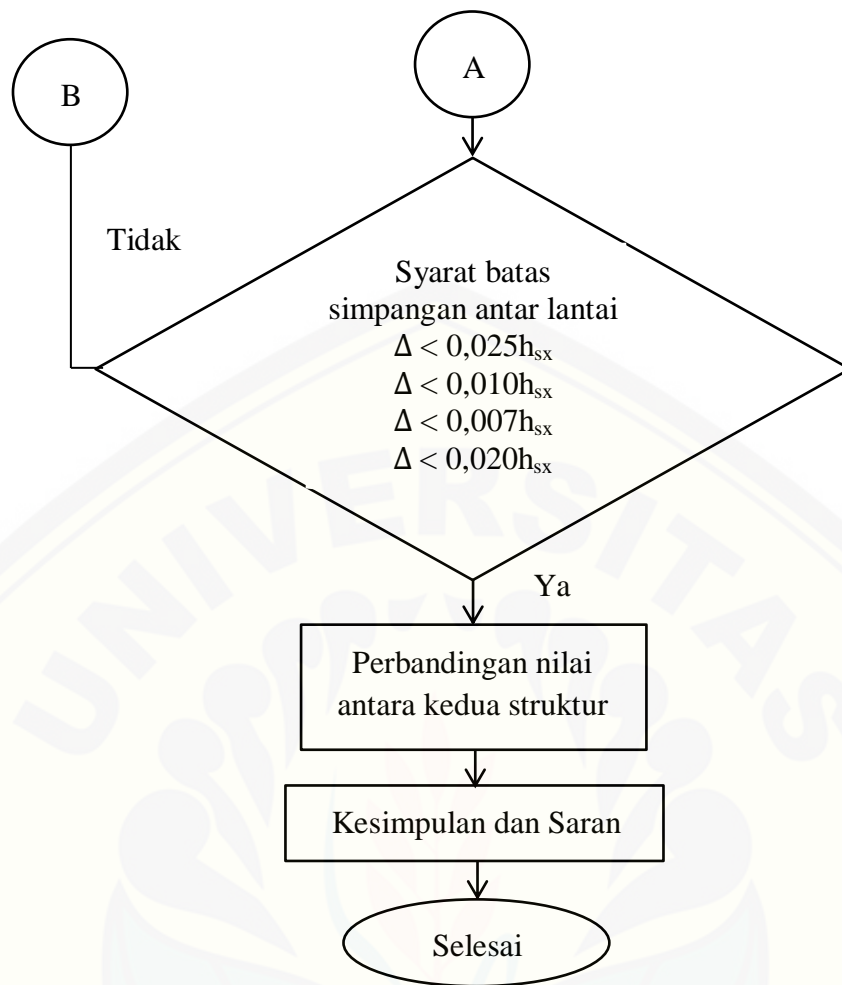 A
B
Tidak
Syarat batas
simpangan antar lantai
Δ < 0,025hsx
Δ < 0,010hsx
Δ < 0,007hsx
Δ < 0,020hsx
Ya
Perbandingan nilai
antara kedua struktur
Kesimpulan dan Saran
Selesai
UNIVERSITAS